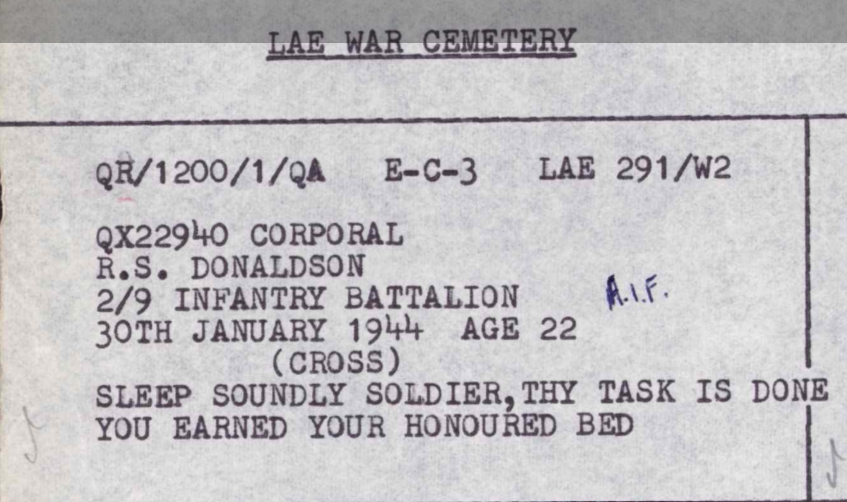 LAE WAR CEMETERY
QR/1200/1/QA E-C-3 LAE 291/W2
QX22940 CORPORAL
R.S. DONALDSON
2/9 INFANTRY BATTALION A.I.F.
30TH JANUARY 1944 AGE 22
(CROSS)
SLEEP SOUNDLY SOLDIER,THY TASK IS DONE
YOU EARNED YOUR HONOURED BED